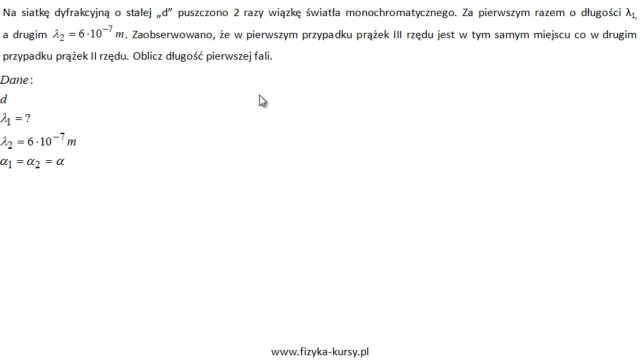 Na siatkę dyfrakcyjną o stałej „d” puszczono 2 razy wiązkę światła monochromatycznego. Za pierwszym razem o długości λ₁,
a drugim λ₂ = 6·10⁻⁷ m. Zaobserwowano, że w pierwszym przypadku prążek III rzędu jest w tym samym miejscu co w drugim
przypadku prążek II rzędu. Oblicz długość pierwszej fali.
Dane:
d
λ₁ = ?
λ₂ = 6·10⁻⁷ m
α₁ = α₂ = α
www.fizyka-kursy.pl